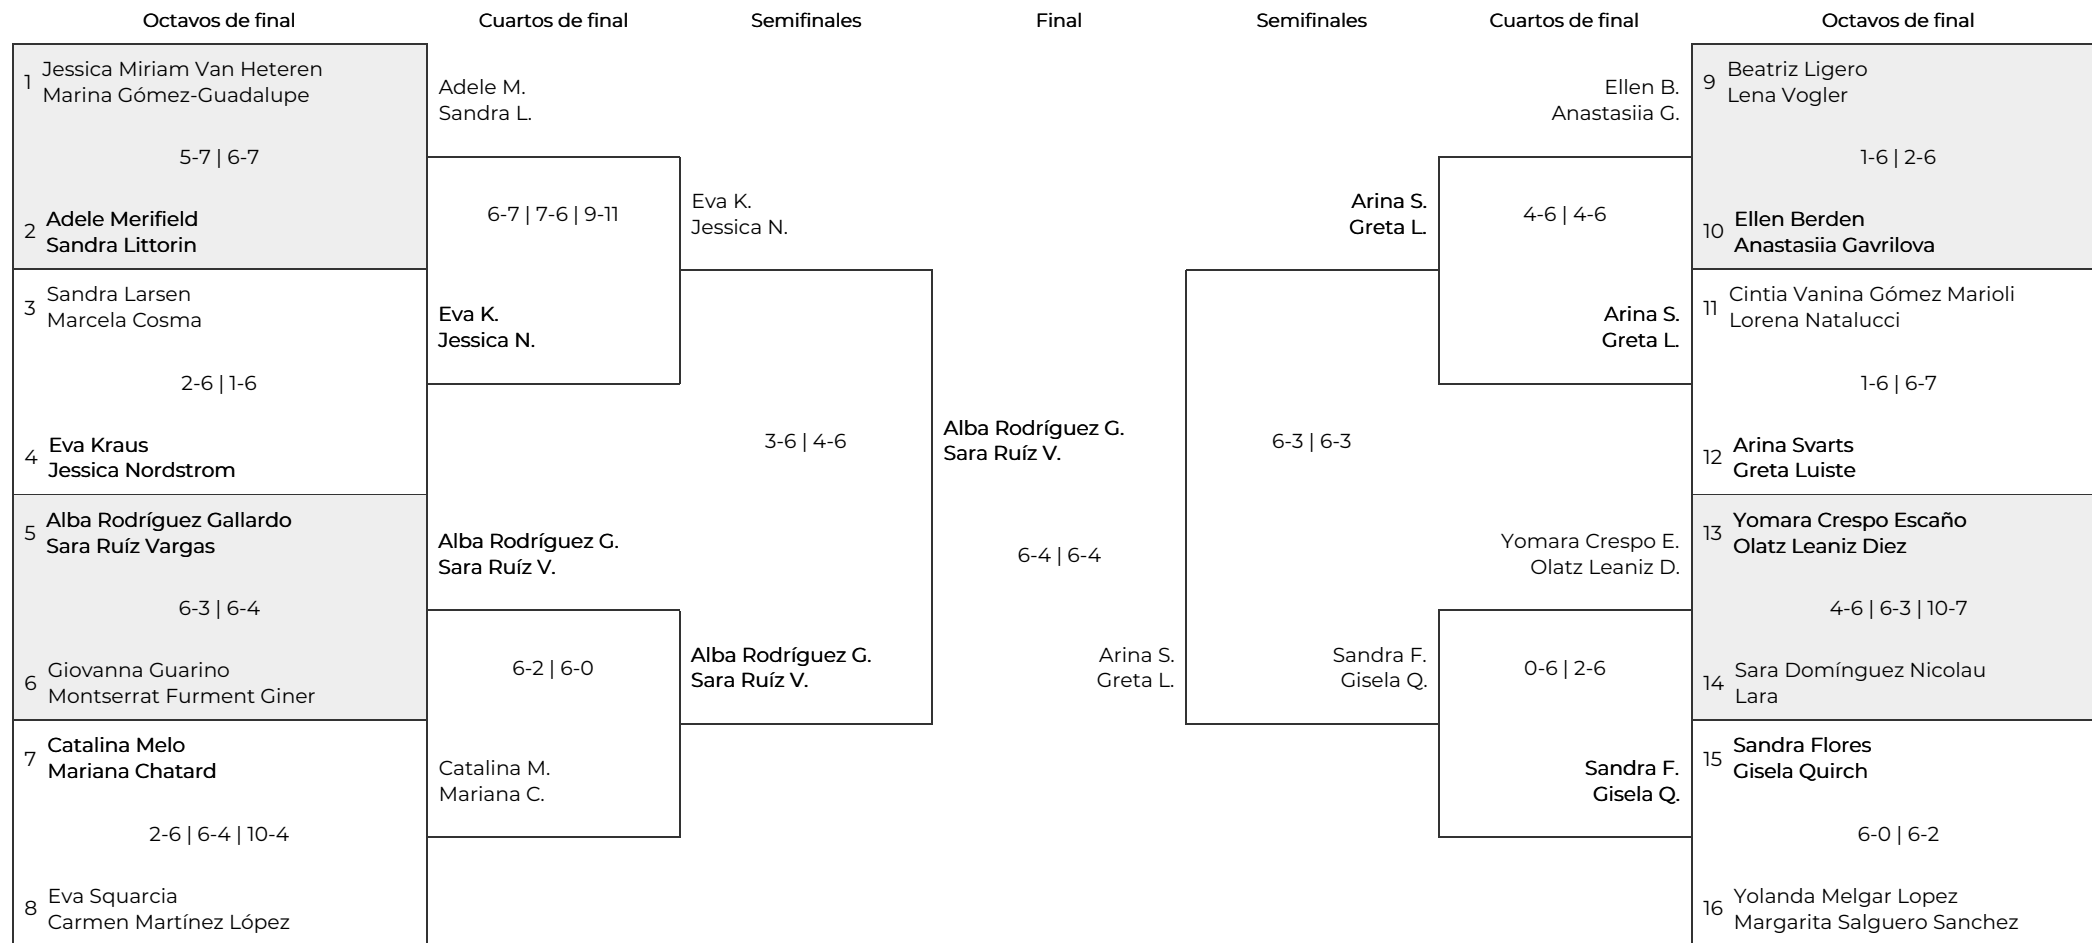 Octavos de final
Cuartos de final
Semifinales
Final
Semifinales
Cuartos de final
Octavos de final
1
Jessica Miriam Van Heteren
Marina Gómez-Guadalupe
5-7 | 6-7
2
Adele Merifield
Sandra Littorin
3
Sandra Larsen
Marcela Cosma
2-6 | 1-6
4
Eva Kraus
Jessica Nordstrom
5
Alba Rodríguez Gallardo
Sara Ruíz Vargas
6-3 | 6-4
6
Giovanna Guarino
Montserrat Furment Giner
7
Catalina Melo
Mariana Chatard
2-6 | 6-4 | 10-4
8
Eva Squarcia
Carmen Martínez López
Adele M.
Sandra L.
6-7 | 7-6 | 9-11
Eva K.
Jessica N.
Alba Rodríguez G.
Sara Ruíz V.
6-2 | 6-0
Catalina M.
Mariana C.
Eva K.
Jessica N.
3-6 | 4-6
Alba Rodríguez G.
Sara Ruíz V.
Alba Rodríguez G.
Sara Ruíz V.
6-4 | 6-4
Arina S.
Greta L.
Arina S.
Greta L.
6-3 | 6-3
Sandra F.
Gisela Q.
Ellen B.
Anastasiia G.
4-6 | 4-6
Arina S.
Greta L.
Yomara Crespo E.
Olatz Leaniz D.
0-6 | 2-6
Sandra F.
Gisela Q.
9
Beatriz Ligero
Lena Vogler
1-6 | 2-6
10
Ellen Berden
Anastasiia Gavrilova
11
Cintia Vanina Gómez Marioli
Lorena Natalucci
1-6 | 6-7
12
Arina Svarts
Greta Luiste
13
Yomara Crespo Escaño
Olatz Leaniz Diez
4-6 | 6-3 | 10-7
14
Sara Domínguez Nicolau
Lara
15
Sandra Flores
Gisela Quirch
6-0 | 6-2
16
Yolanda Melgar Lopez
Margarita Salguero Sanchez